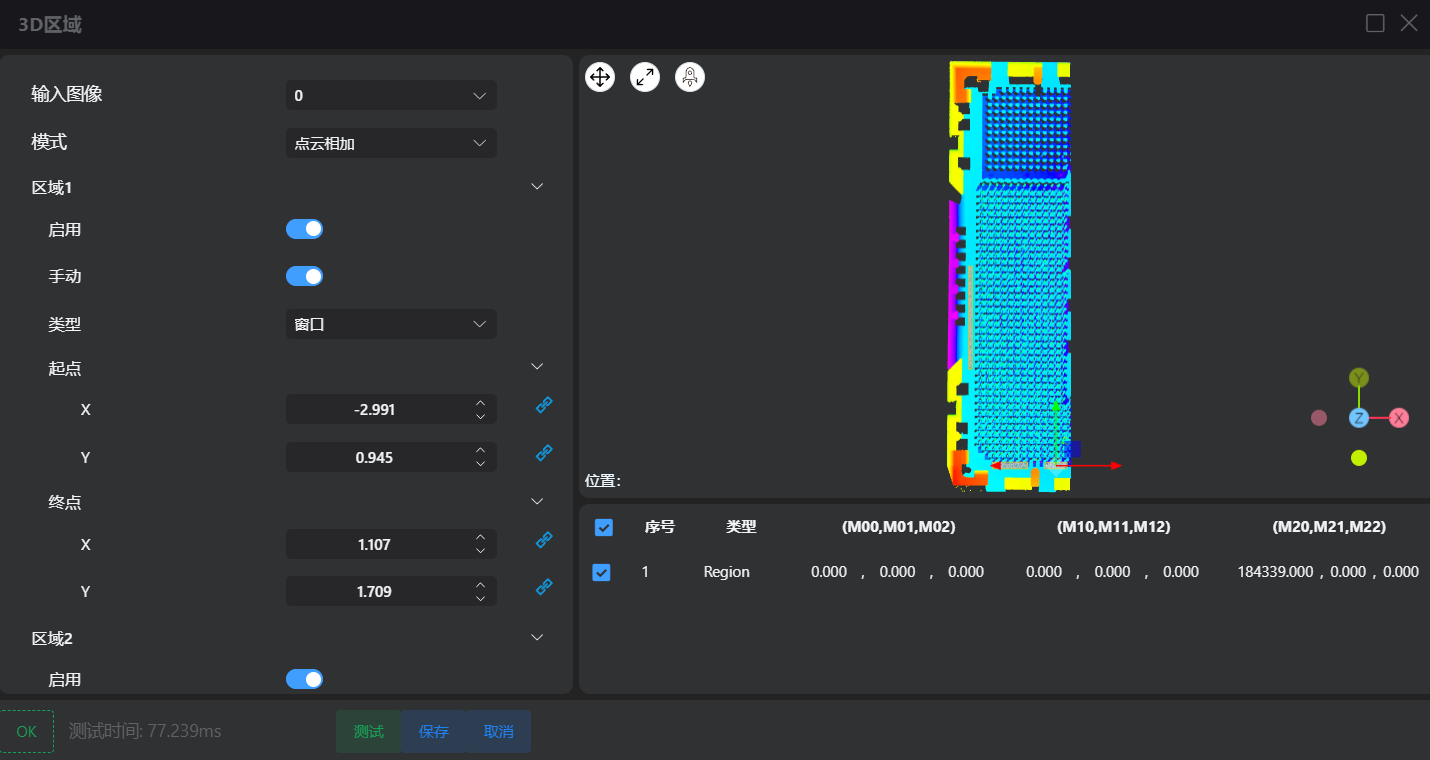 3D区域
输入图像 0
模式 点云相加
区域1
启用
手动
类型 窗口
起点
X -2.991
Y 0.945
终点
X 1.107
Y 1.709
区域2
启用
Y
Z X
位置:
序号 类型 (M00,M01,M02) (M10,M11,M12) (M20,M21,M22)
1 Region 0.000 , 0.000 , 0.000 0.000 , 0.000 , 0.000 184339.000 , 0.000 , 0.000
OK 测试时间: 77.239ms 测试 保存 取消